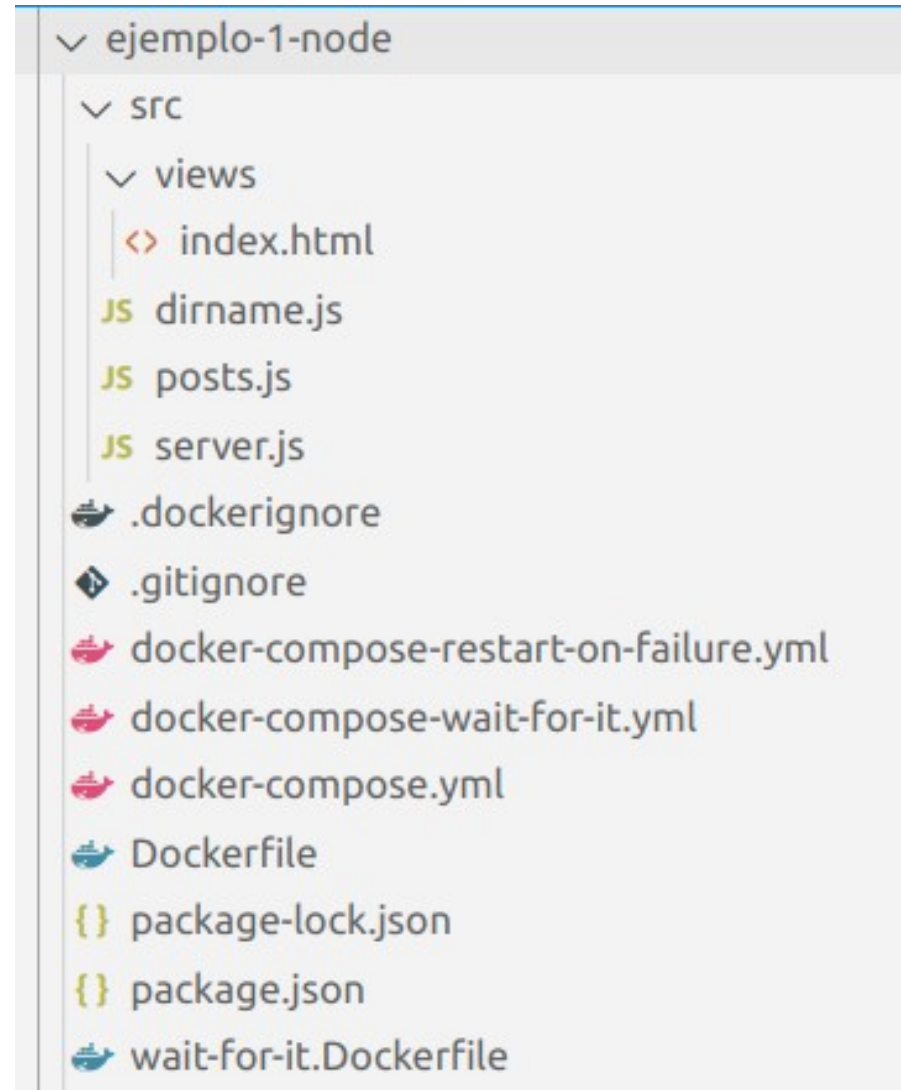 ejemplo-1-node
src
views
<> index.html
JS dirname.js
JS posts.js
JS server.js
.dockerignore
.gitignore
docker-compose-restart-on-failure.yml
docker-compose-wait-for-it.yml
docker-compose.yml
Dockerfile
{} package-lock.json
{} package.json
wait-for-it.Dockerfile